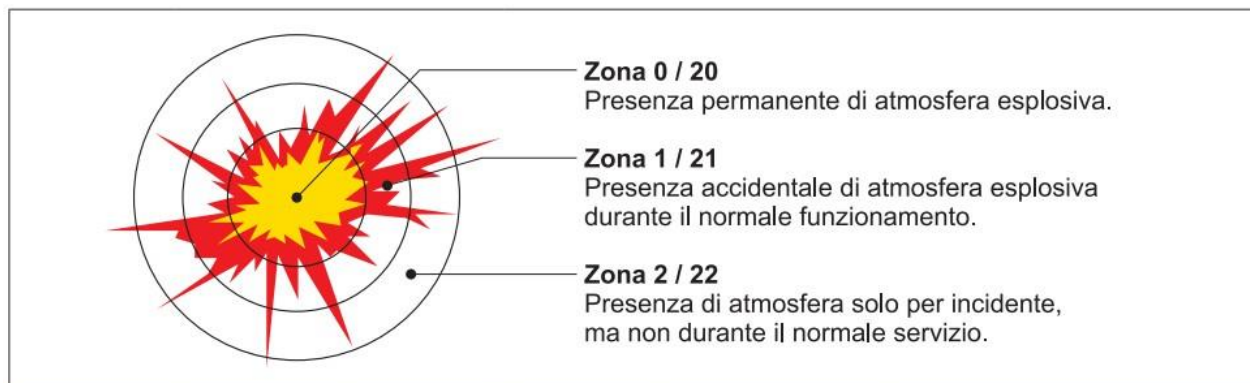 Zona 0 / 20
Presenza permanente di atmosfera esplosiva.
Zona 1 / 21
Presenza accidentale di atmosfera esplosiva
durante il normale funzionamento.
Zona 2 / 22
Presenza di atmosfera solo per incidente,
ma non durante il normale servizio.